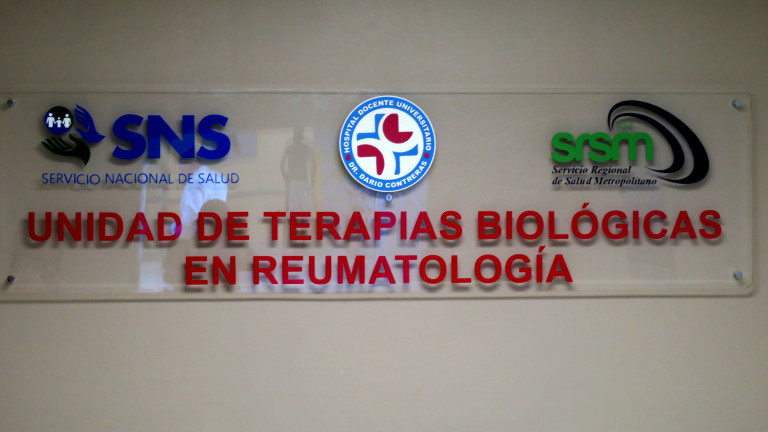 SNS
SERVICIO NACIONAL DE SALUD
HOSPITAL DOCENTE UNIVERSITARIO
DR. DARIO CONTRERAS
srsm
Servicio Regional
de Salud Metropolitano
UNIDAD DE TERAPIAS BIOLÓGICAS
EN REUMATOLOGÍA